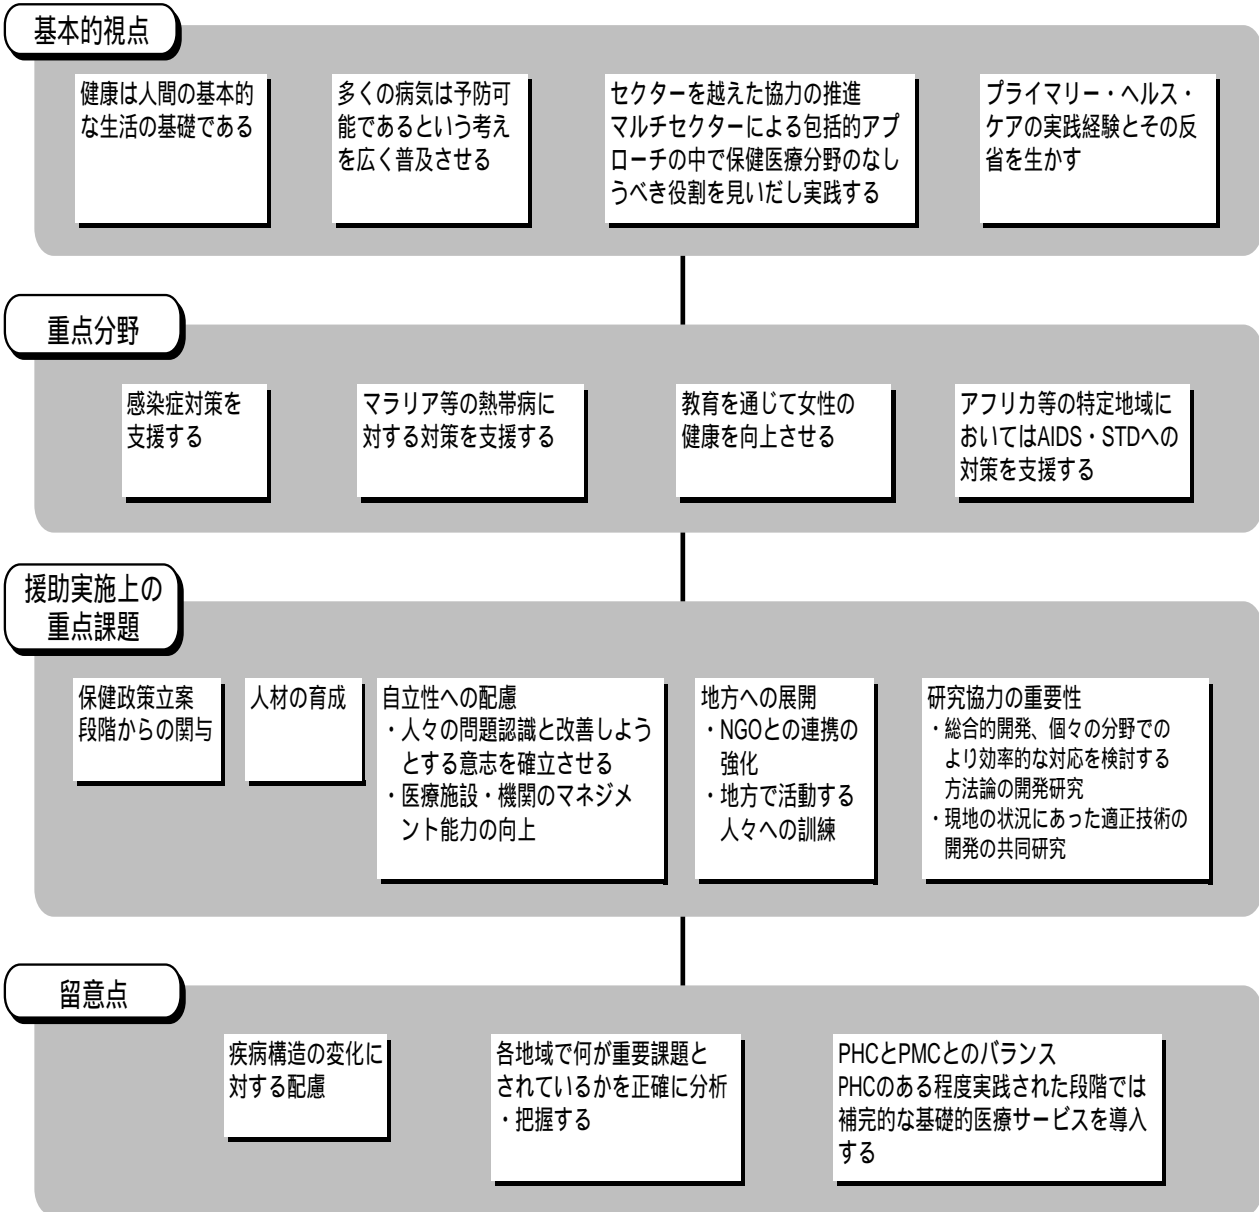 基本的視点
健康は人間の基本的
な生活の基礎である
多くの病気は予防可
能であるという考え
を広く普及させる
セクターを越えた協力の推進
マルチセクターによる包括的アプ
ローチの中で保健医療分野のなし
うべき役割を見いだし実践する
プライマリー・ヘルス・
ケアの実践経験とその反
省を生かす
重点分野
感染症対策を
支援する
マラリア等の熱帯病に
対する対策を支援する
教育を通じて女性の
健康を向上させる
アフリカ等の特定地域に
おいてはAIDS・STDへの
対策を支援する
援助実施上の
重点課題
保健政策立案
段階からの関与
人材の育成
自立性への配慮
・人々の問題認識と改善しよう
とする意志を確立させる
・医療施設・機関のマネジメ
ント能力の向上
地方への展開
・NGOとの連携の
強化
・地方で活動する
人々への訓練
研究協力の重要性
・総合的開発、個々の分野での
より効率的な対応を検討する
方法論の開発研究
・現地の状況にあった適正技術の
開発の共同研究
留意点
疾病構造の変化に
対する配慮
各地域で何が重要課題と
されているかを正確に分析
・把握する
PHCとPMCとのバランス
PHCのある程度実践された段階では
補完的な基礎的医療サービスを導入
する